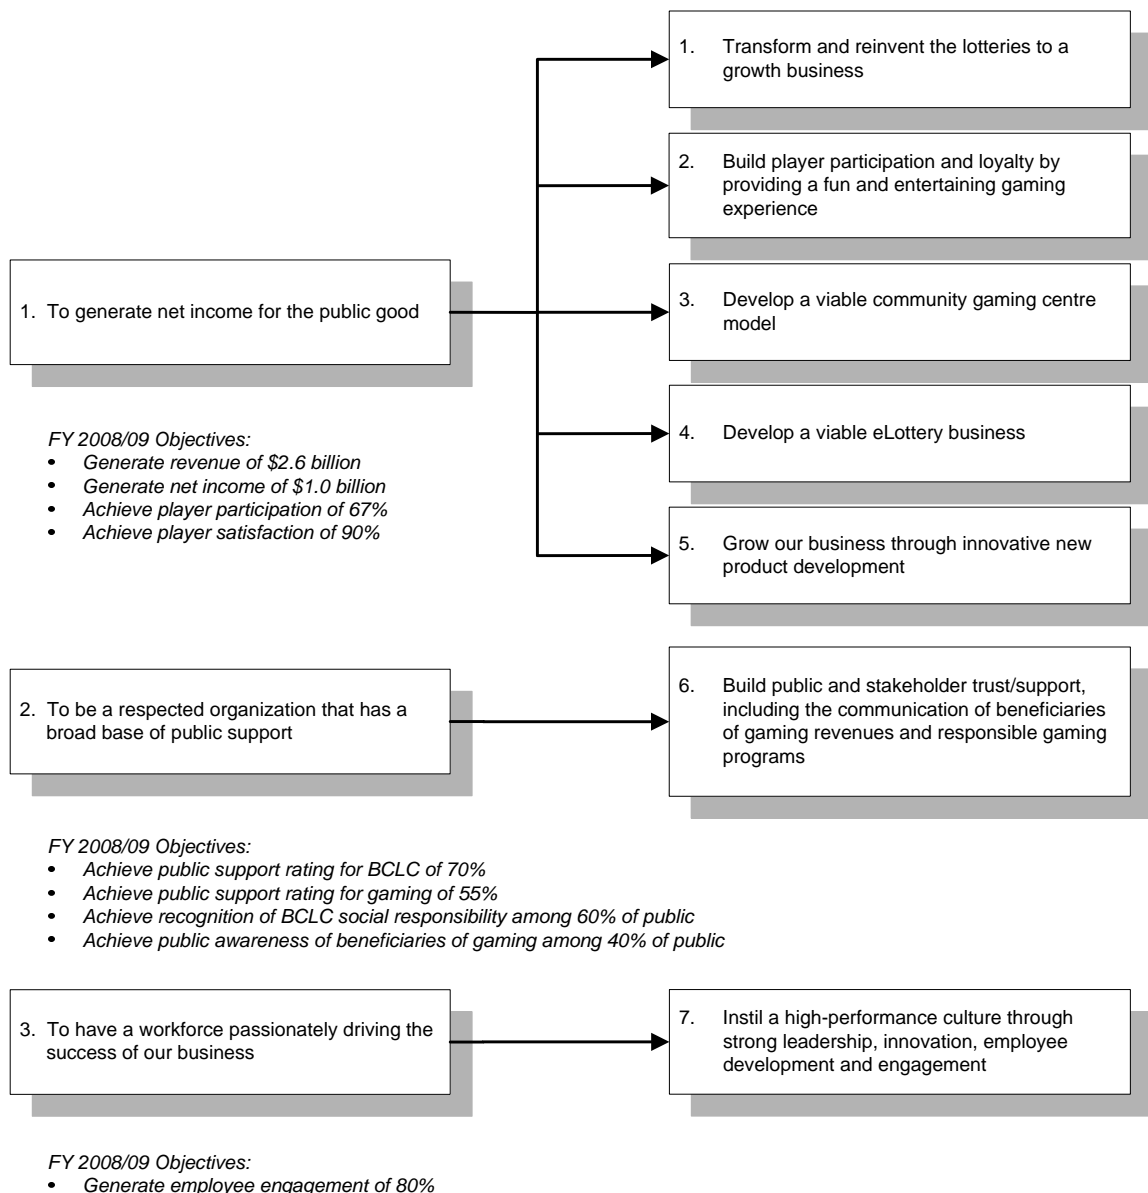 1. Transform and reinvent the lotteries to a
growth business
2. Build player participation and loyalty by
providing a fun and entertaining gaming
experience
1. To generate net income for the public good
3. Develop a viable community gaming centre
model
FY 2008/09 Objectives:
• Generate revenue of $2.6 billion
• Generate net income of $1.0 billion
• Achieve player participation of 67%
• Achieve player satisfaction of 90%
4. Develop a viable eLottery business
5. Grow our business through innovative new
product development
2. To be a respected organization that has a
broad base of public support
6. Build public and stakeholder trust/support,
including the communication of beneficiaries
of gaming revenues and responsible gaming
programs
FY 2008/09 Objectives:
• Achieve public support rating for BCLC of 70%
• Achieve public support rating for gaming of 55%
• Achieve recognition of BCLC social responsibility among 60% of public
• Achieve public awareness of beneficiaries of gaming among 40% of public
3. To have a workforce passionately driving the
success of our business
7. Instil a high-performance culture through
strong leadership, innovation, employee
development and engagement
FY 2008/09 Objectives:
• Generate employee engagement of 80%